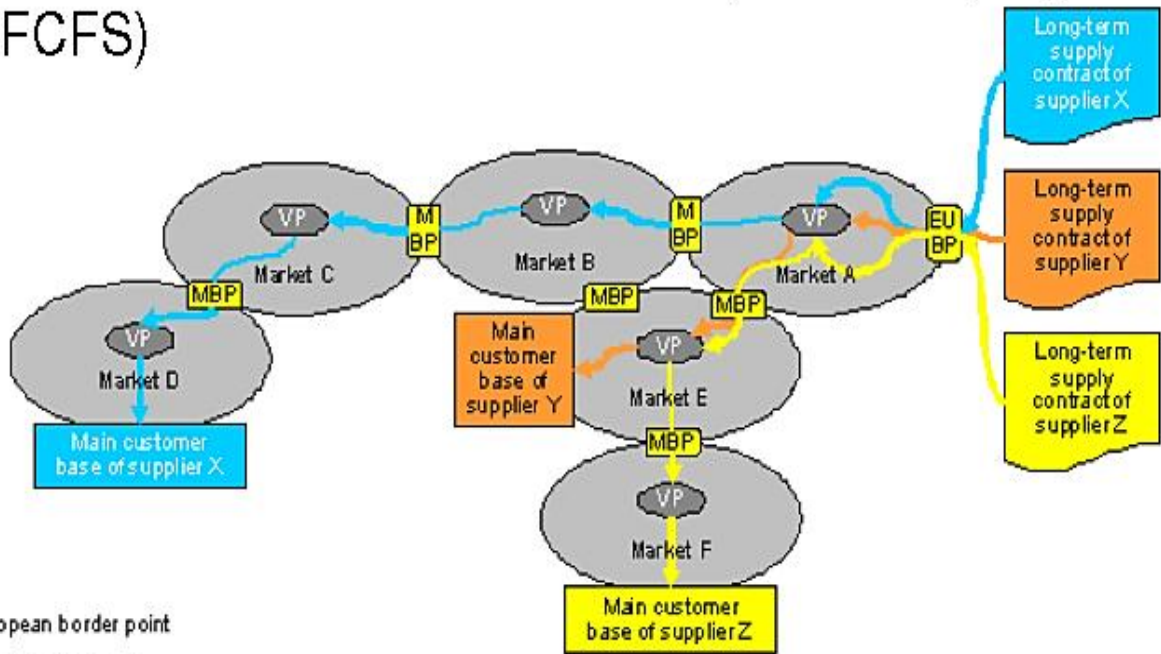 FCFS)
Long-term
supply
contract of
supplier X
Long-term
supply
contract of
supplier Y
Long-term
supply
contract of
supplier Z
VP
M
BP
VP
M
BP
VP
EU
BP
Market C
Market B
Market A
MBP
MBP
MBP
VP
Market D
Main
customer
base of
supplier Y
VP
Market E
Main customer
base of supplier X
MBP
VP
Market F
Main customer
base of supplier Z
opean border point